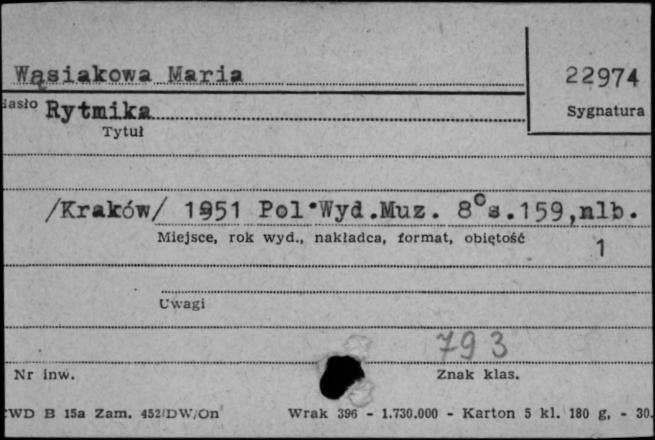 Wąsiakowa Maria 22974
Rytmika Sygnatura
Tytuł
/Kraków/ 1951 Pol.Wyd.Muz. 8°s.159,nlb.
Miejsce, rok wyd., nakładca, format, obiętość 1
Uwagi
793
Nr inw. Znak klas.
WD B 15a Zam. 452/DW/On Wrak 396 - 1.730.000 - Karton 5 kl. 180 g, - 30.